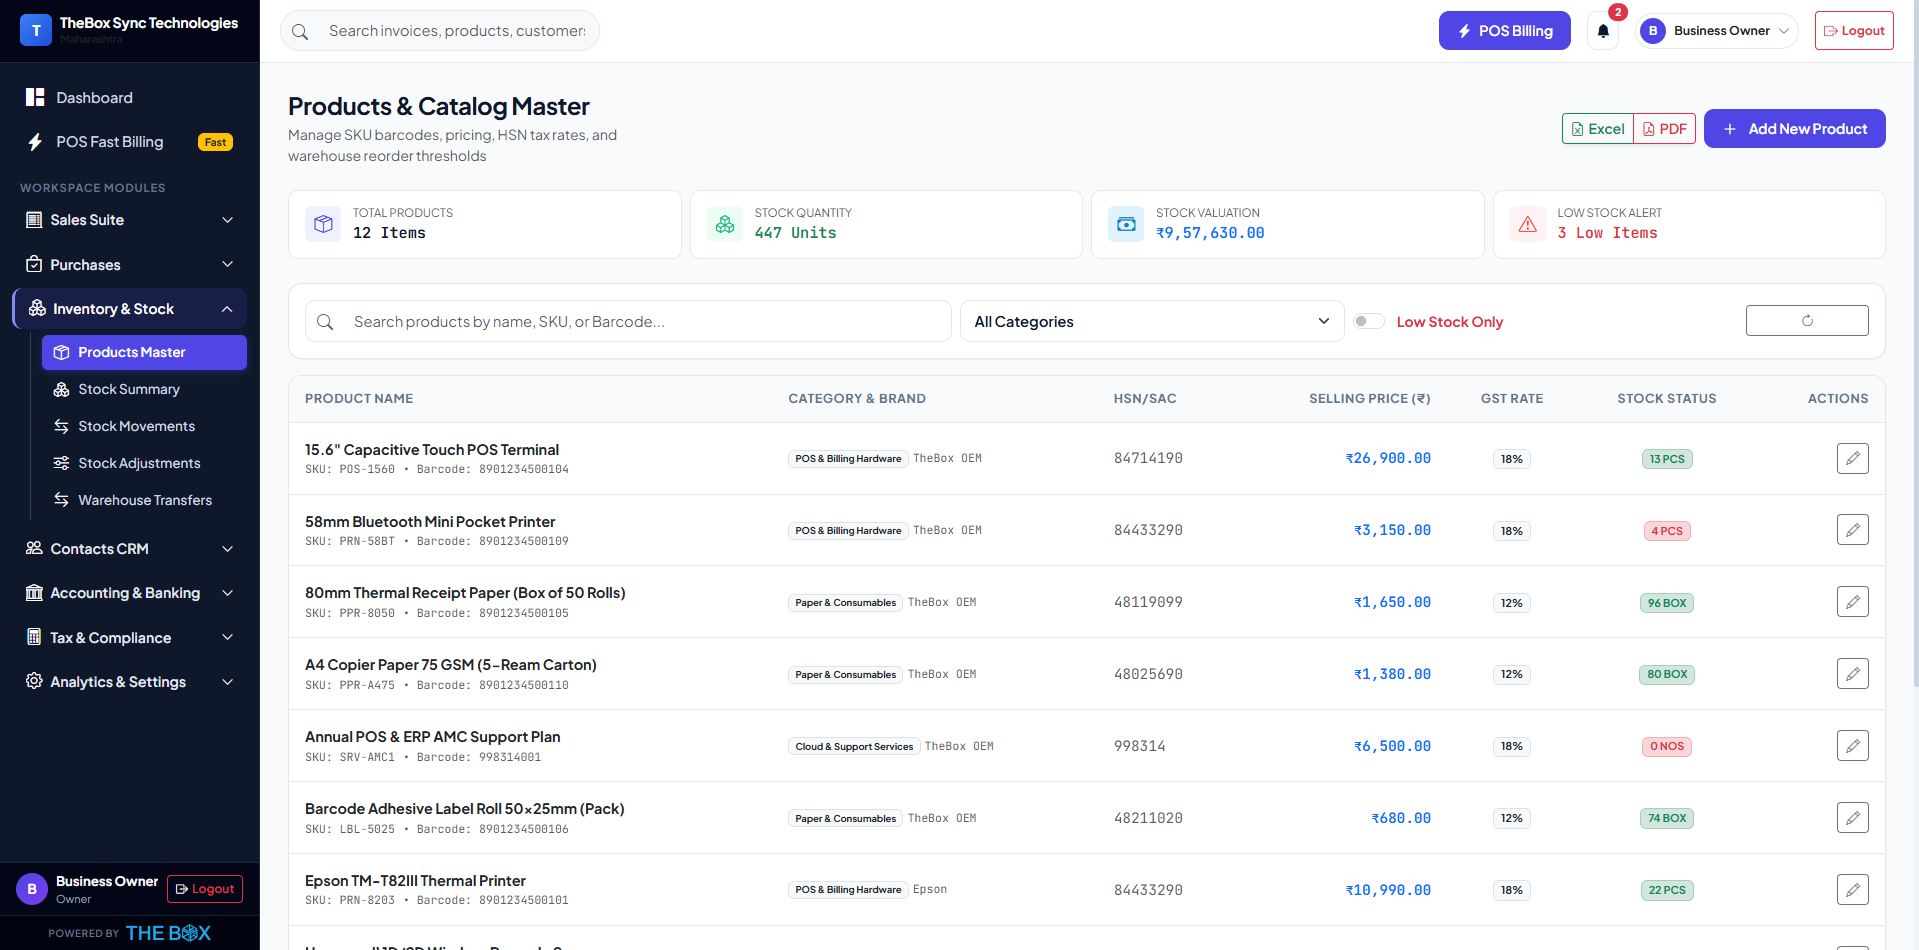 T
TheBox Sync Technologies
Maharashtra
Search invoices, products, customer:
POS Billing
2
B
Business Owner
Logout
Dashboard
POS Fast Billing
Fast
WORKSPACE MODULES
Sales Suite
Purchases
Inventory & Stock
Products Master
Stock Summary
Stock Movements
Stock Adjustments
Warehouse Transfers
Contacts CRM
Accounting & Banking
Tax & Compliance
Analytics & Settings
B
Business Owner
Owner
Logout
POWERED BY THE BOX
Products & Catalog Master
Manage SKU barcodes, pricing, HSN tax rates, and
warehouse reorder thresholds
Excel
PDF
+ Add New Product
TOTAL PRODUCTS
12 Items
STOCK QUANTITY
447 Units
STOCK VALUATION
₹9,57,630.00
LOW STOCK ALERT
3 Low Items
Search products by name, SKU, or Barcode...
All Categories
Low Stock Only
PRODUCT NAME CATEGORY & BRAND HSN/SAC SELLING PRICE (₹) GST RATE STOCK STATUS ACTIONS
15.6" Capacitive Touch POS Terminal
SKU: POS-1560 • Barcode: 8901234500104
POS & Billing Hardware TheBox OEM 84714190 ₹26,900.00 18% 13 PCS
58mm Bluetooth Mini Pocket Printer
SKU: PRN-58BT • Barcode: 8901234500109
POS & Billing Hardware TheBox OEM 84433290 ₹3,150.00 18% 4 PCS
80mm Thermal Receipt Paper (Box of 50 Rolls)
SKU: PPR-8050 • Barcode: 8901234500105
Paper & Consumables TheBox OEM 48119099 ₹1,650.00 12% 96 BOX
A4 Copier Paper 75 GSM (5-Ream Carton)
SKU: PPR-A475 • Barcode: 8901234500110
Paper & Consumables TheBox OEM 48025690 ₹1,380.00 12% 80 BOX
Annual POS & ERP AMC Support Plan
SKU: SRV-AMC1 • Barcode: 998314001
Cloud & Support Services TheBox OEM 998314 ₹6,500.00 18% 0 NOS
Barcode Adhesive Label Roll 50x25mm (Pack)
SKU: LBL-5025 • Barcode: 8901234500106
Paper & Consumables TheBox OEM 48211020 ₹680.00 12% 74 BOX
Epson TM-T82III Thermal Printer
SKU: PRN-8203 • Barcode: 8901234500101
POS & Billing Hardware Epson 84433290 ₹10,990.00 18% 22 PCS